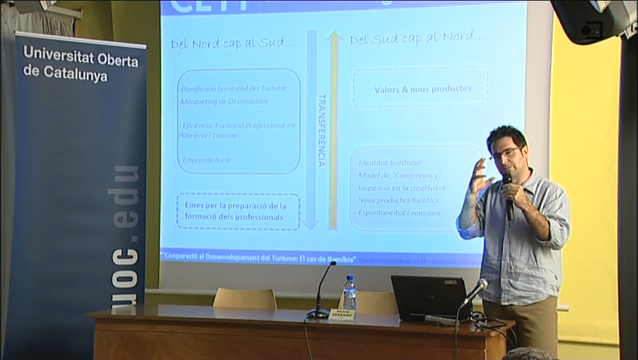 Universitat Oberta
de Catalunya
uoc.edu
CETT
Del Nord cap al Sud...
Planificació territorial del Turisme
Màrqueting de Destinacions
Eficiència: Formació Professional en
Hoteleria i Turisme
Emprenedoria
Eines per la preparació de la
formació dels professionals
TRANSFERÈNCIA
Del Sud cap al Nord...
Valors & nous productes
Identitat territorial
Model de "Conservancy"
Inspiració en la creativitat
Nous productes turístics
Espontaneïtat i somriure
"Cooperació al Desenvolupament del Turisme: El cas de Namíbia"